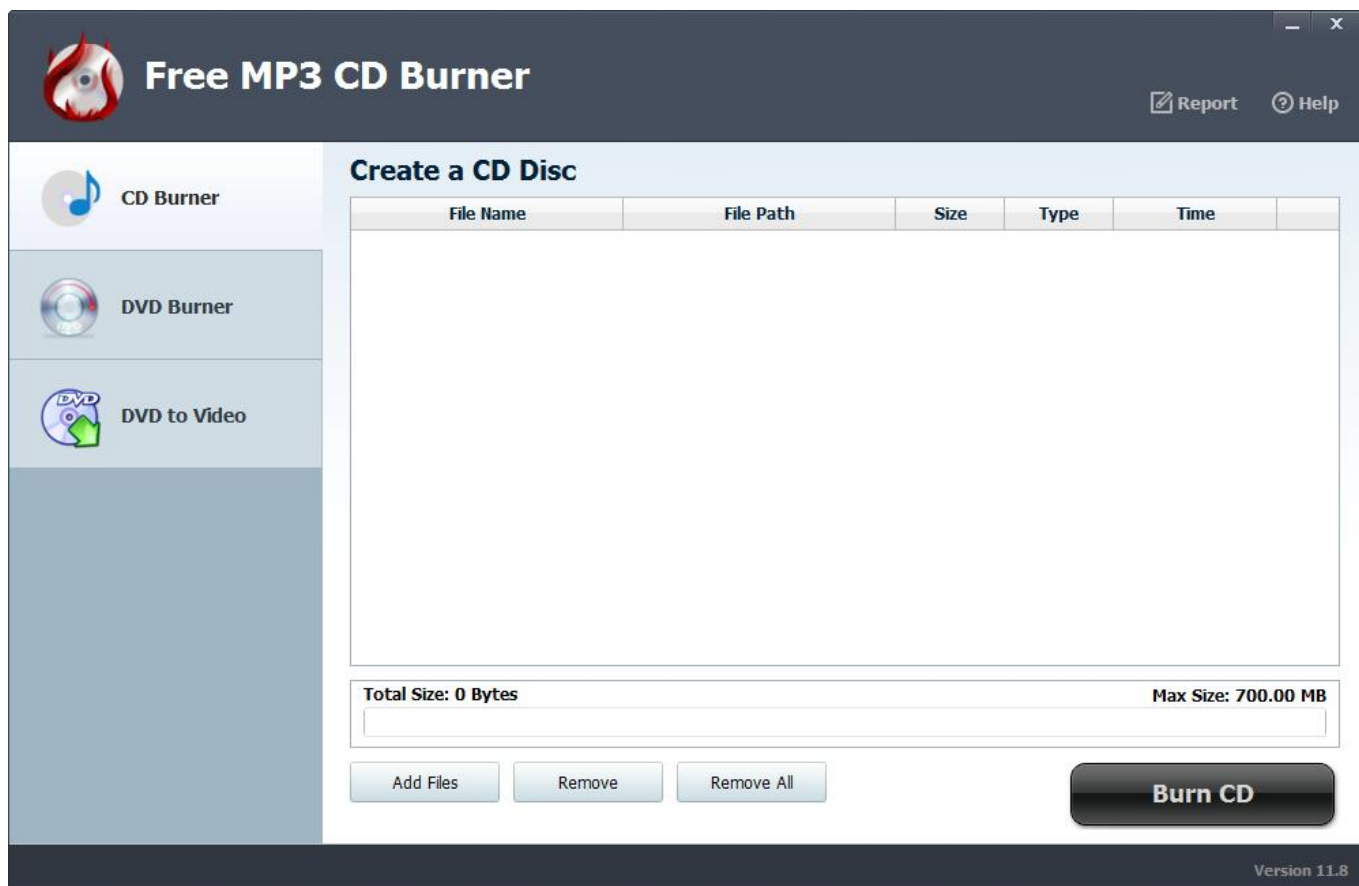 _ X
Free MP3 CD Burner
Report Help
CD Burner
DVD Burner
DVD
DVD to Video
Create a CD Disc
File Name File Path Size Type Time
Total Size: 0 Bytes Max Size: 700.00 MB
Add Files Remove Remove All Burn CD
Version 11.8